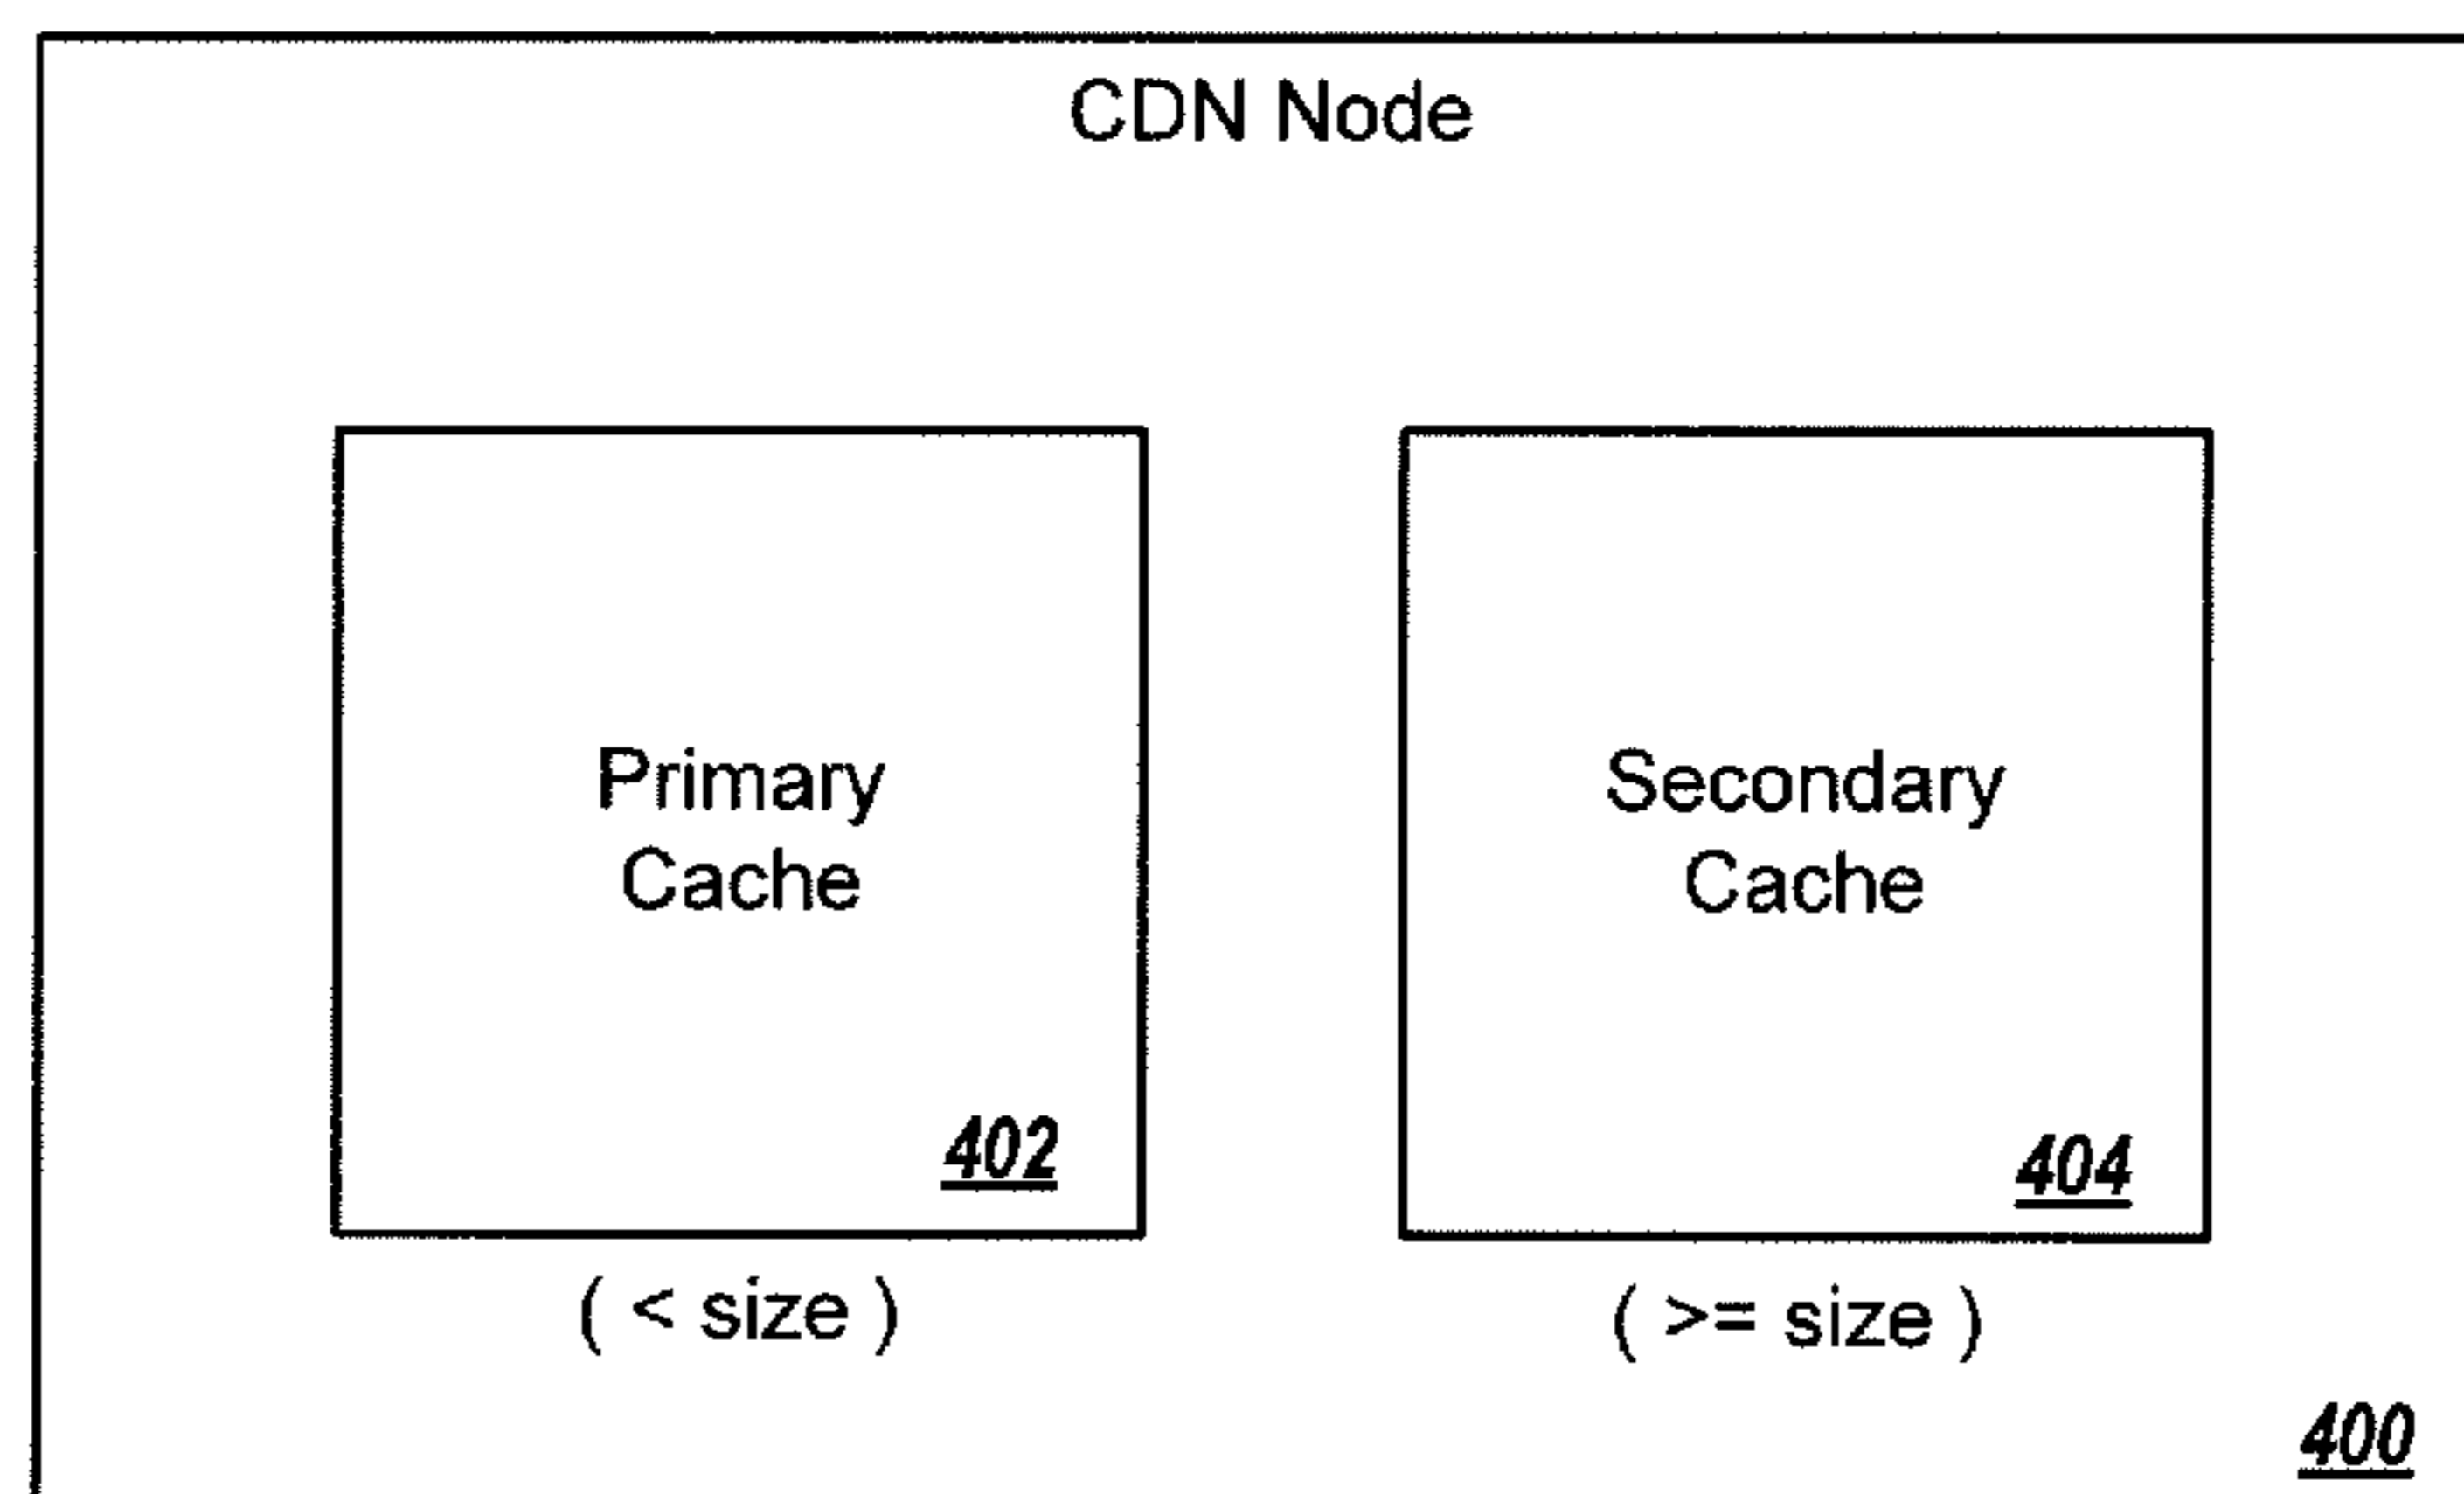 CDN Node
Primary
Cache
402
( < size )
Secondary
Cache
404
( >= size )
400